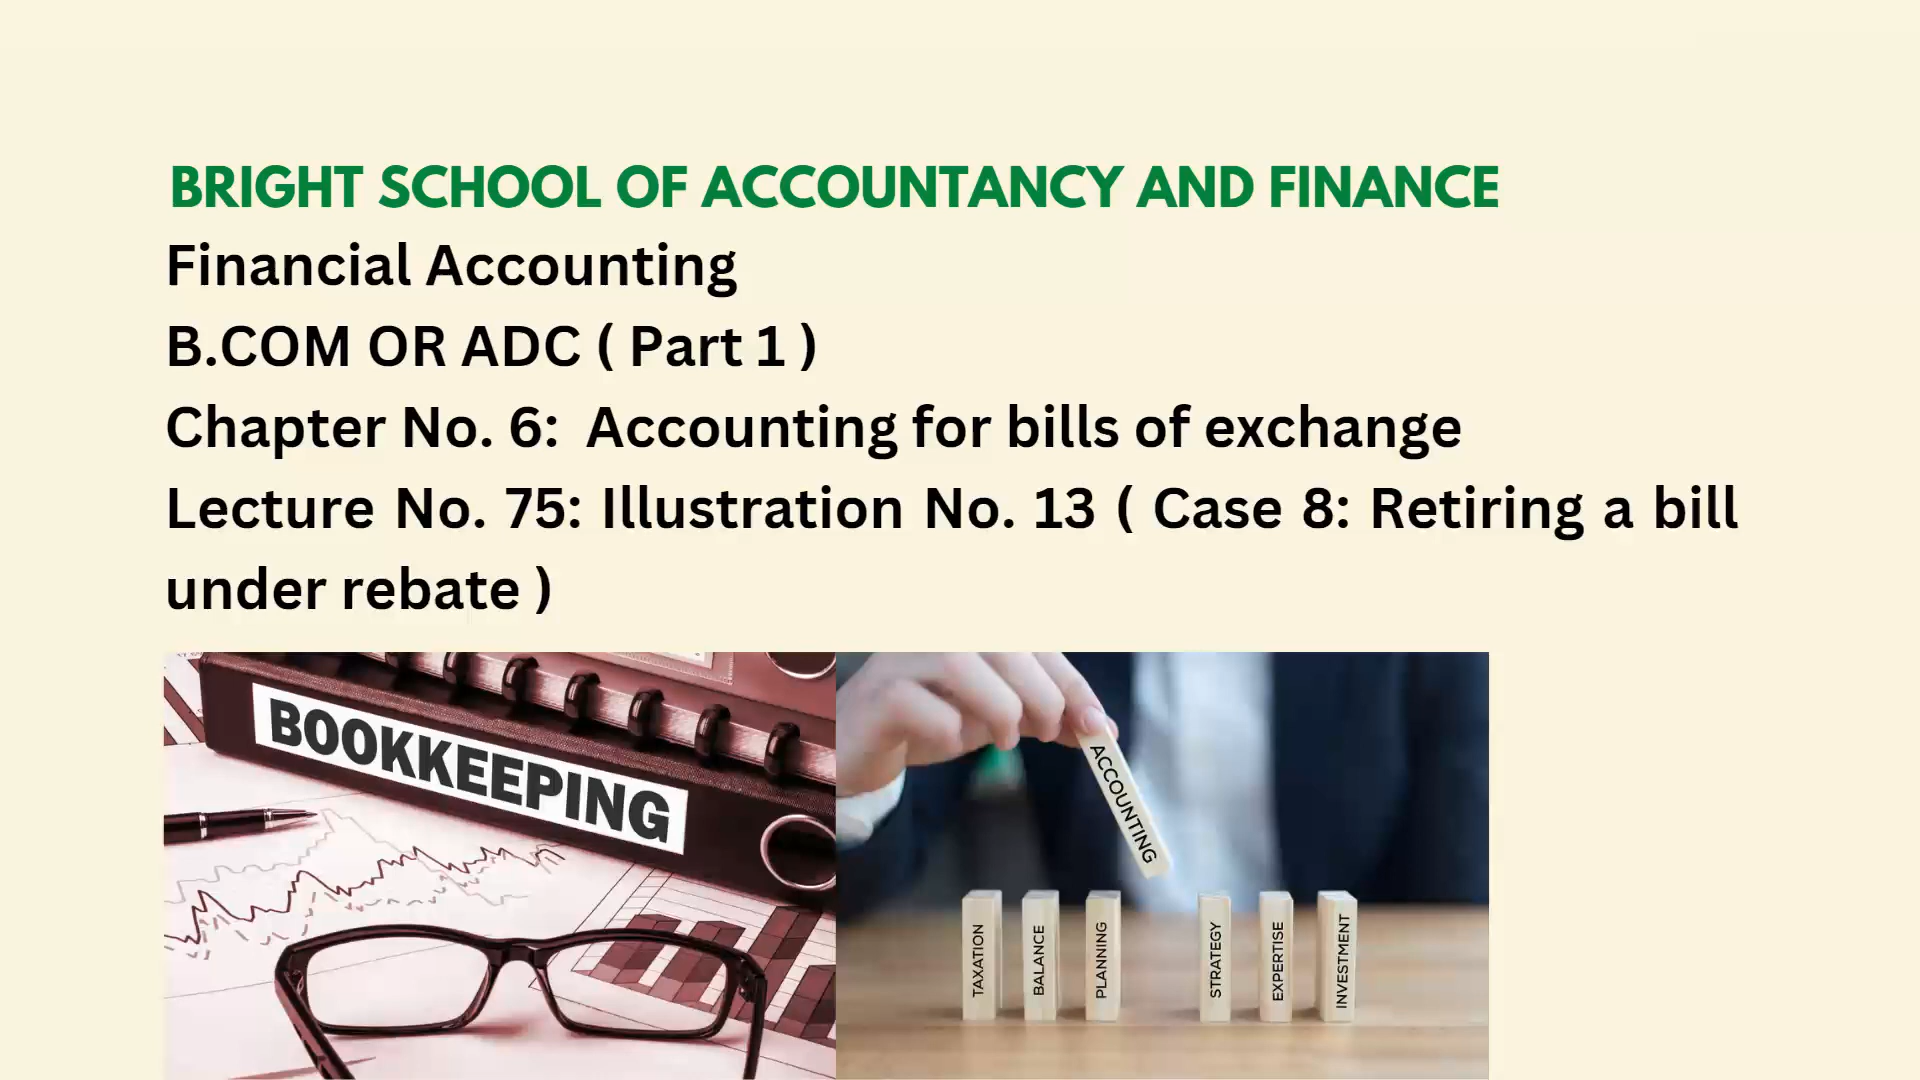 BRIGHT SCHOOL OF ACCOUNTANCY AND FINANCE
Financial Accounting
B.COM OR ADC ( Part 1 )
Chapter No. 6: Accounting for bills of exchange
Lecture No. 75: Illustration No. 13 ( Case 8: Retiring a bill
under rebate )
BOOKKEEPING
ACCOUNTING
TAXATION
BALANCE
PLANNING
STRATEGY
EXPERTISE
INVESTMENT